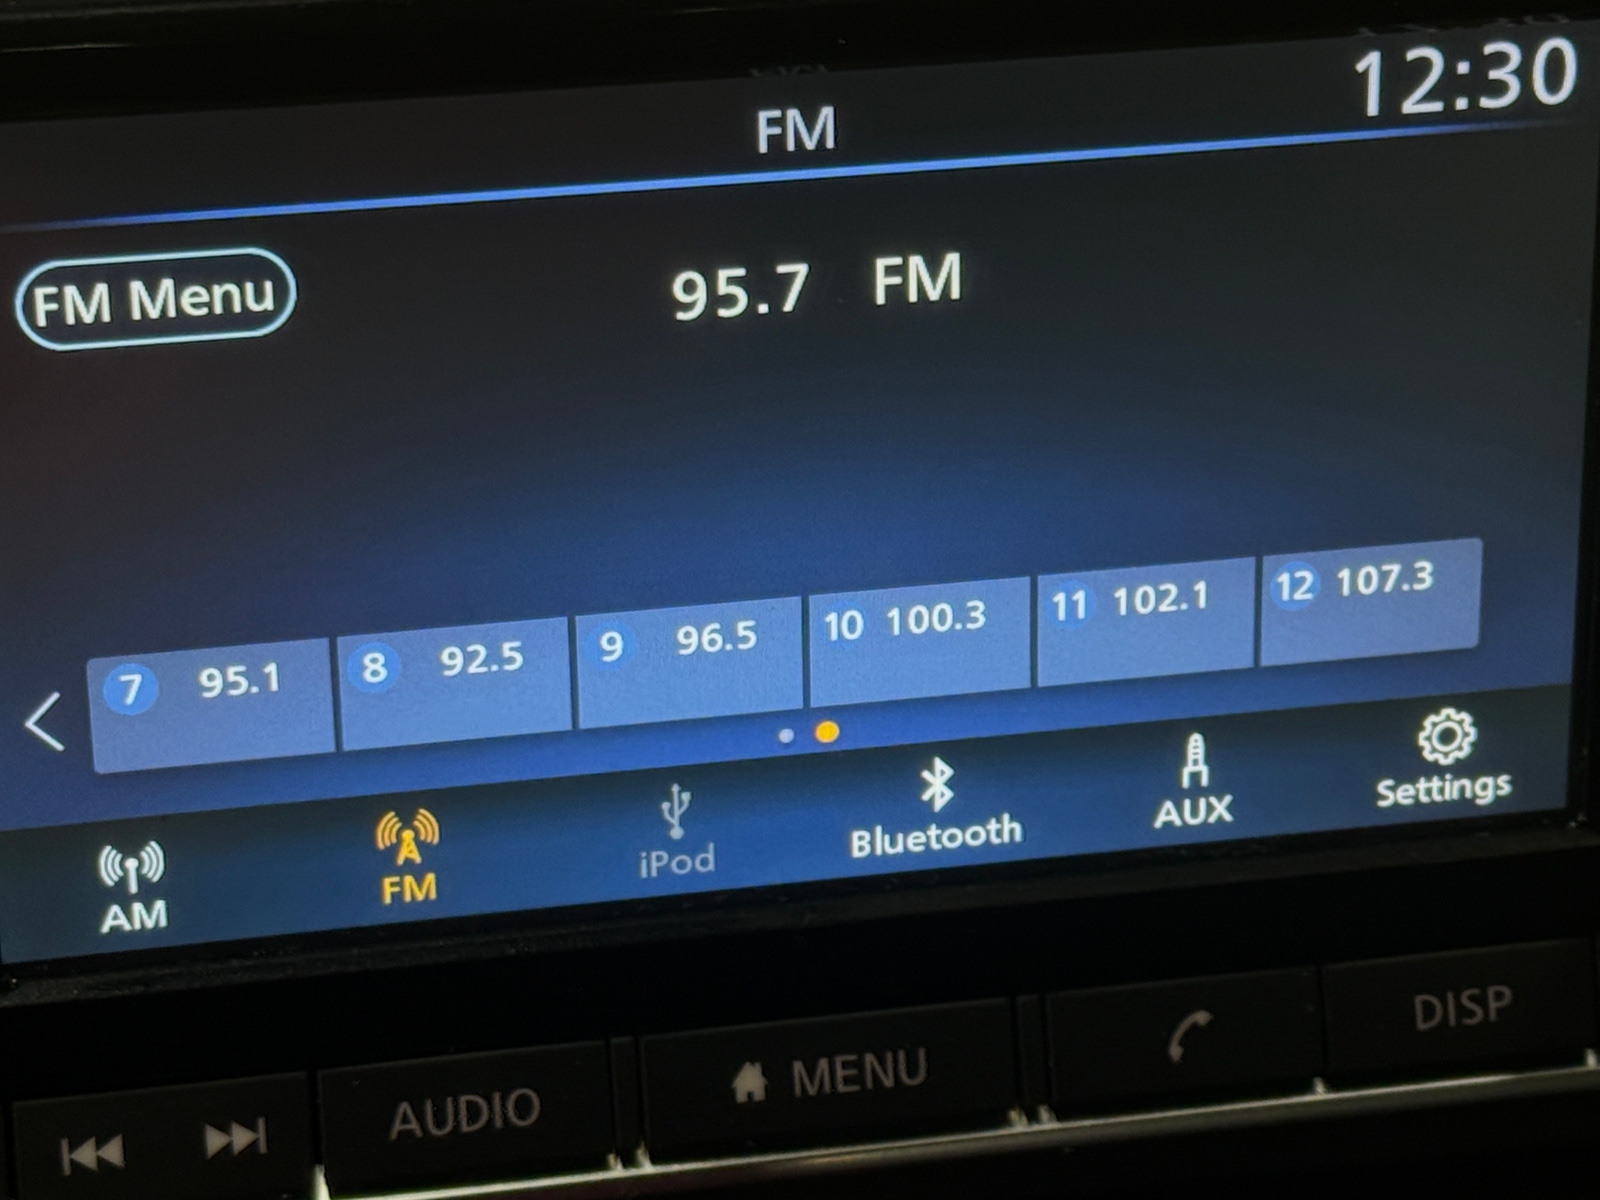 12:30
FM
FM Menu
95.7 FM
7 95.1
8 92.5
9 96.5
10 100.3
11 102.1
12 107.3
AM
FM
iPod
Bluetooth
AUX
Settings
AUDIO
MENU
DISP